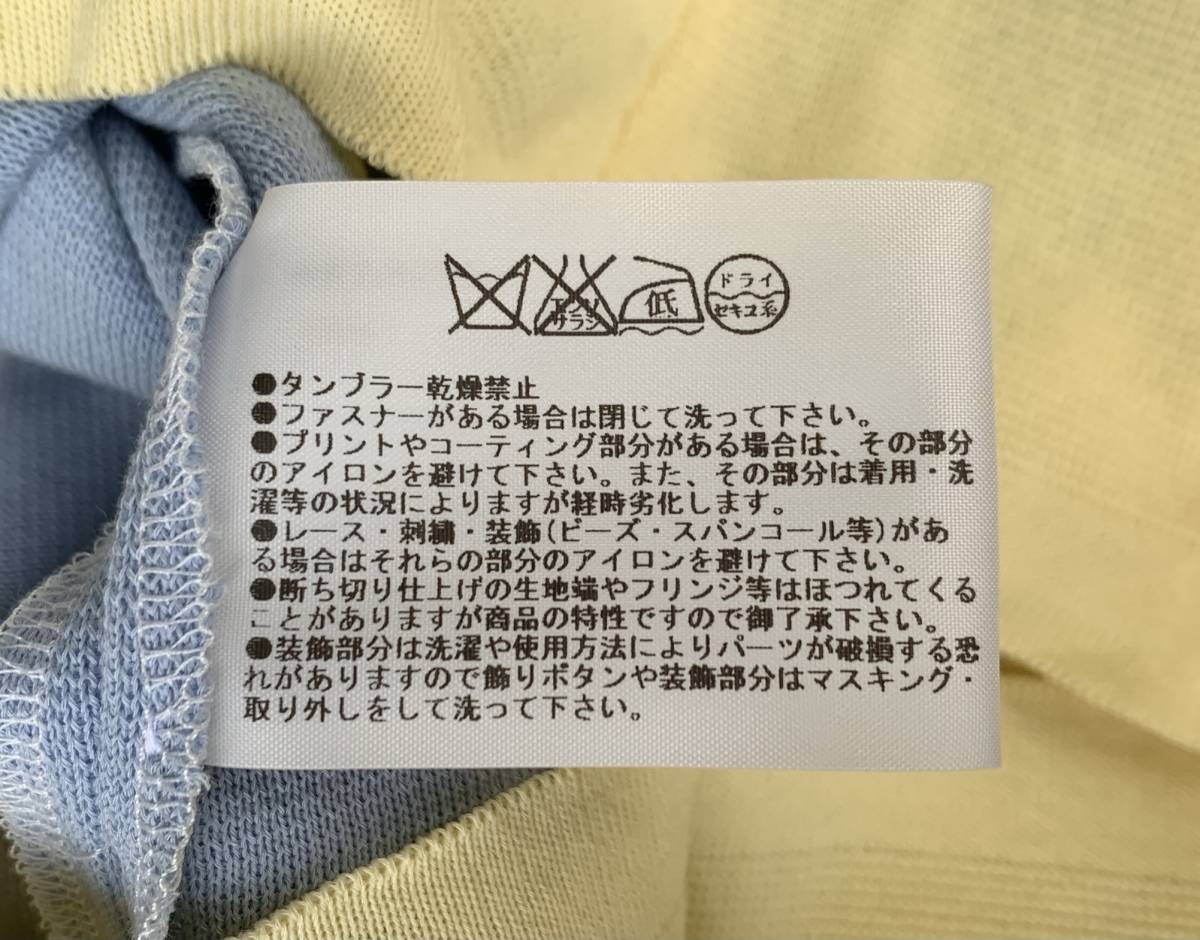 エンソ
サラシ
低
ドライ
セキユ系
●タンブラー乾燥禁止
●ファスナーがある場合は閉じて洗って下さい。
●プリントやコーティング部分がある場合は、その部分
のアイロンを避けて下さい。また、その部分は着用・洗
濯等の状況によりますが経時劣化します。
●レース・刺繍・装飾(ビーズ・スパンコール等)があ
る場合はそれらの部分のアイロンを避けて下さい。
●断ち切り仕上げの生地端やフリンジ等はほつれてくる
ことがありますが商品の特性ですので御了承下さい。
●装飾部分は洗濯や使用方法によりパーツが破損する恐
れがありますので飾りボタンや装飾部分はマスキング・
取り外しをして洗って下さい。